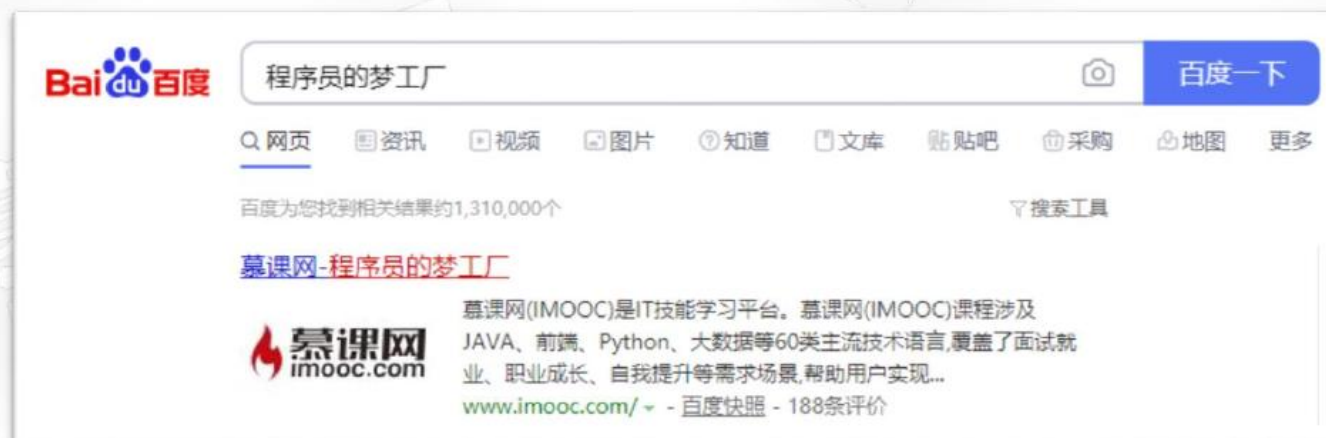 Bai du 百度
程序员的梦工厂
百度一下
网页 资讯 视频 图片 知道 文库 贴吧 采购 地图 更多
百度为您找到相关结果约1,310,000个
搜索工具
慕课网-程序员的梦工厂
慕课网
imooc.com
慕课网(IMOOC)是IT技能学习平台。慕课网(IMOOC)课程涉及
JAVA、前端、Python、大数据等60类主流技术语言,覆盖了面试就
业、职业成长、自我提升等需求场景,帮助用户实现...
www.imooc.com/ - 百度快照 - 188条评价